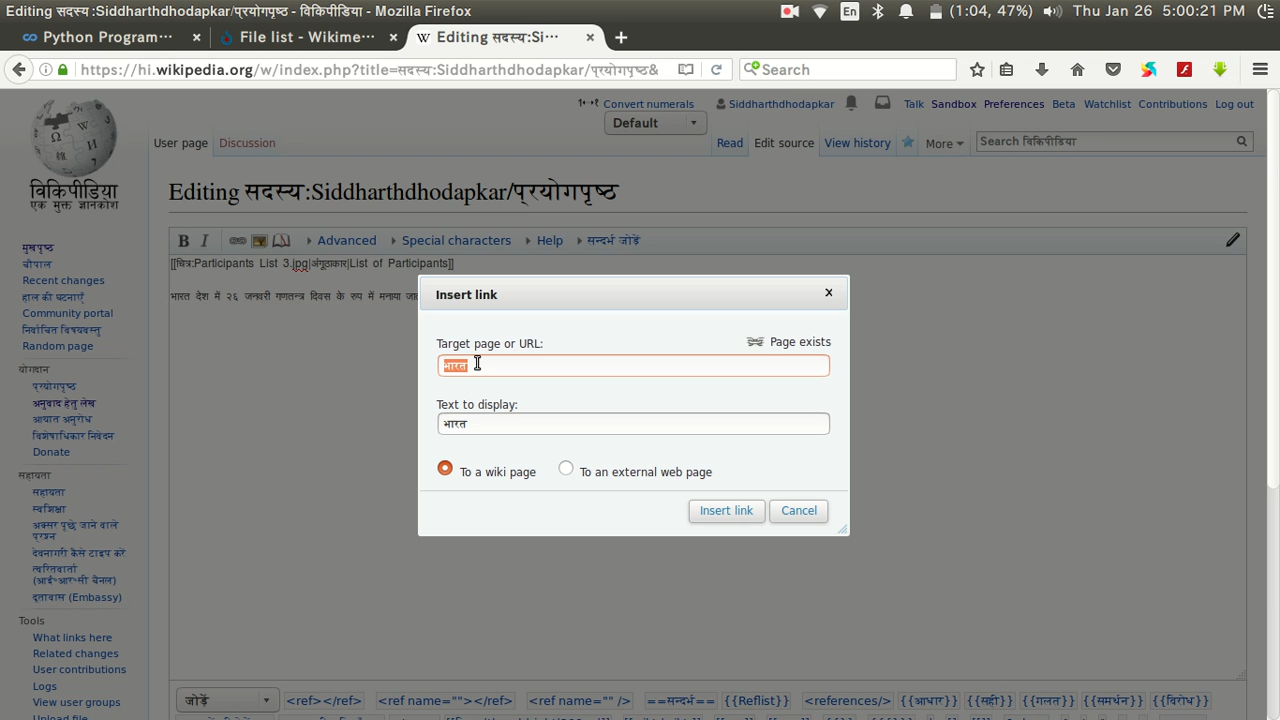 Editing सदस्य:Siddharthdhodapkar/प्रयोगपृष्ठ - विकिपीडिया - Mozilla Firefox
En (1:04, 47%) Thu Jan 26 5:00:21 PM
Python Program... × File list - Wikime... × W Editing सदस्य:Si... × +
https://hi.wikipedia.org/w/index.php?title=सदस्य:Siddharthdhodapkar/प्रयोगपृष्ठ& Search
Convert numerals Siddharthdhodapkar Talk Sandbox Preferences Beta Watchlist Contributions Log out
Default
User page Discussion Read Edit source View history More Search विकिपीडिया
विकिपीडिया
एक मुक्त ज्ञानकोश
Editing सदस्य:Siddharthdhodapkar/प्रयोगपृष्ठ
B I Advanced Special characters Help सन्दर्भ जोड़ें
[[चित्र:Participants List 3.jpg|अंगूठाकार|List of Participants]]
भारत देश में २६ जनवरी गणतन्त्र दिवस के रुप में मनाया
Insert link
x
Target page or URL: Page exists
भारत
Text to display:
भारत
To a wiki page To an external web page
Insert link Cancel
मुखपृष्ठ
चौपाल
Recent changes
हाल की घटनाएँ
Community portal
निर्वाचित विषयवस्तु
Random page
योगदान
प्रयोगपृष्ठ
अनुवाद हेतु लेख
आयात अनुरोध
विशेषाधिकार निवेदन
Donate
सहायता
सहायता
स्वशिक्षा
अक्सर पूछे जाने वाले
प्रश्न
देवनागरी कैसे टाइप करें
त्वरितवार्ता
(आई॰आर॰सी चैनल)
दूतावास (Embassy)
Tools
What links here
Related changes
User contributions
Logs
View user groups
Upload file
जोड़ें <ref></ref> <ref name=""></ref> <ref name="" /> ==सन्दर्भ== {{Reflist}} <references/> {{आधार}} {{सही}} {{गलत}} {{समर्थन}} {{विरोध}}